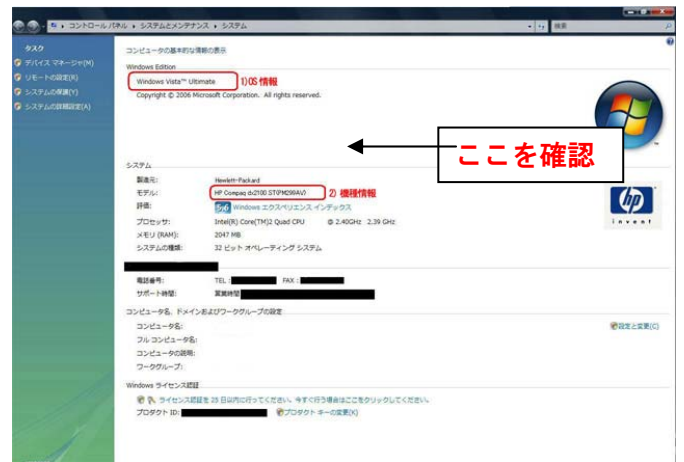 コントロール パネル ▸ システムとメンテナンス ▸ システム
検索
タスク
デバイス マネージャ(M)
リモートの設定(R)
システムの保護(Y)
システムの詳細設定(A)
コンピュータの基本的な情報の表示
Windows Edition
Windows Vista™ Ultimate
1)OS 情報
Copyright © 2006 Microsoft Corporation. All rights reserved.
ここを確認
システム
製造元: Hewlett-Packard
モデル: HP Compaq dx2100 ST(PM299AV)
2) 機種情報
評価: Windows エクスペリエンス インデックス
プロセッサ: Intel(R) Core(TM)2 Quad CPU @ 2.40GHz 2.39 GHz
メモリ (RAM): 2047 MB
システムの種類: 32 ビット オペレーティング システム
hp
invent
電話番号: TEL : FAX :
サポート時間: 営業時間
コンピュータ名、ドメインおよびワークグループの設定
コンピュータ名:
設定と変更(C)
フル コンピュータ名:
コンピュータの説明:
ワークグループ:
Windows ライセンス認証
ライセンス認証を 25 日以内に行ってください。今すぐ行う場合はここをクリックしてください。
プロダクト ID:
プロダクト キーの変更(K)